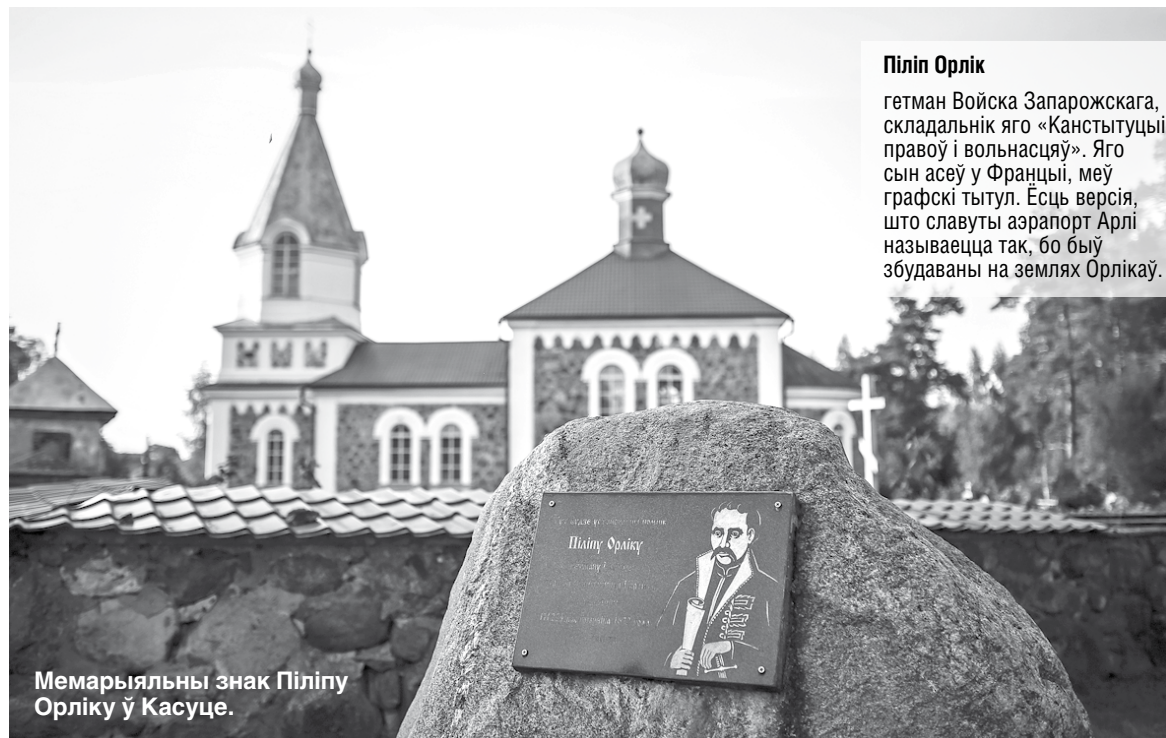 Піліп Орлік
гетман Войска Запарожскага,
складальнік яго «Канстытуцыі
правоў і вольнасцяў». Яго
сын асеў у Францыі, меў
графскі тытул. Ёсць версія,
што славуты аэрапорт Арлі
называецца так, бо быў
збудаваны на землях Орлікаў.
Піліпу Орліку
Мемарыяльны знак Піліпу
Орліку ў Касуце.